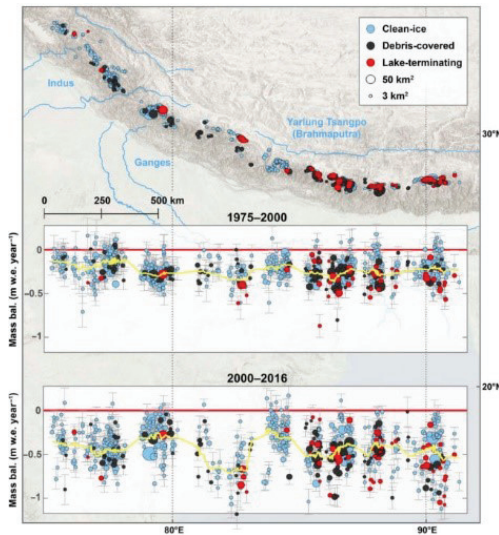 Clean-ice
Debris-covered
Lake-terminating
50 km²
3 km²
Indus
Yarlung Tsangpo
(Brahmaputra)
Ganges
30°N
0 250 500 km
1975–2000
Mass bal. (m w.e. year⁻¹)
0
−0.5
−1
2000–2016
20°N
Mass bal. (m w.e. year⁻¹)
0
−0.5
−1
80°E 90°E